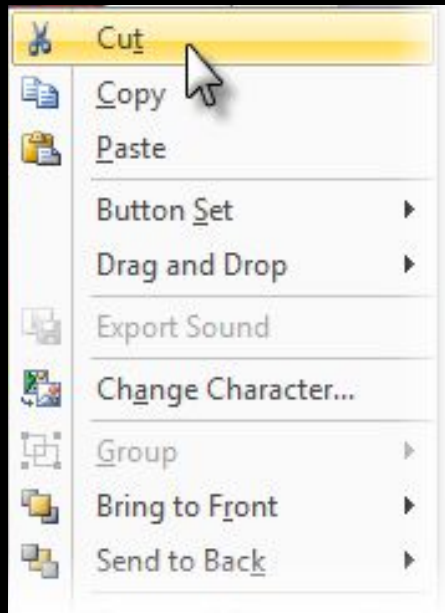 Cut
Copy
Paste
Button Set
Drag and Drop
Export Sound
Change Character...
Group
Bring to Front
Send to Back